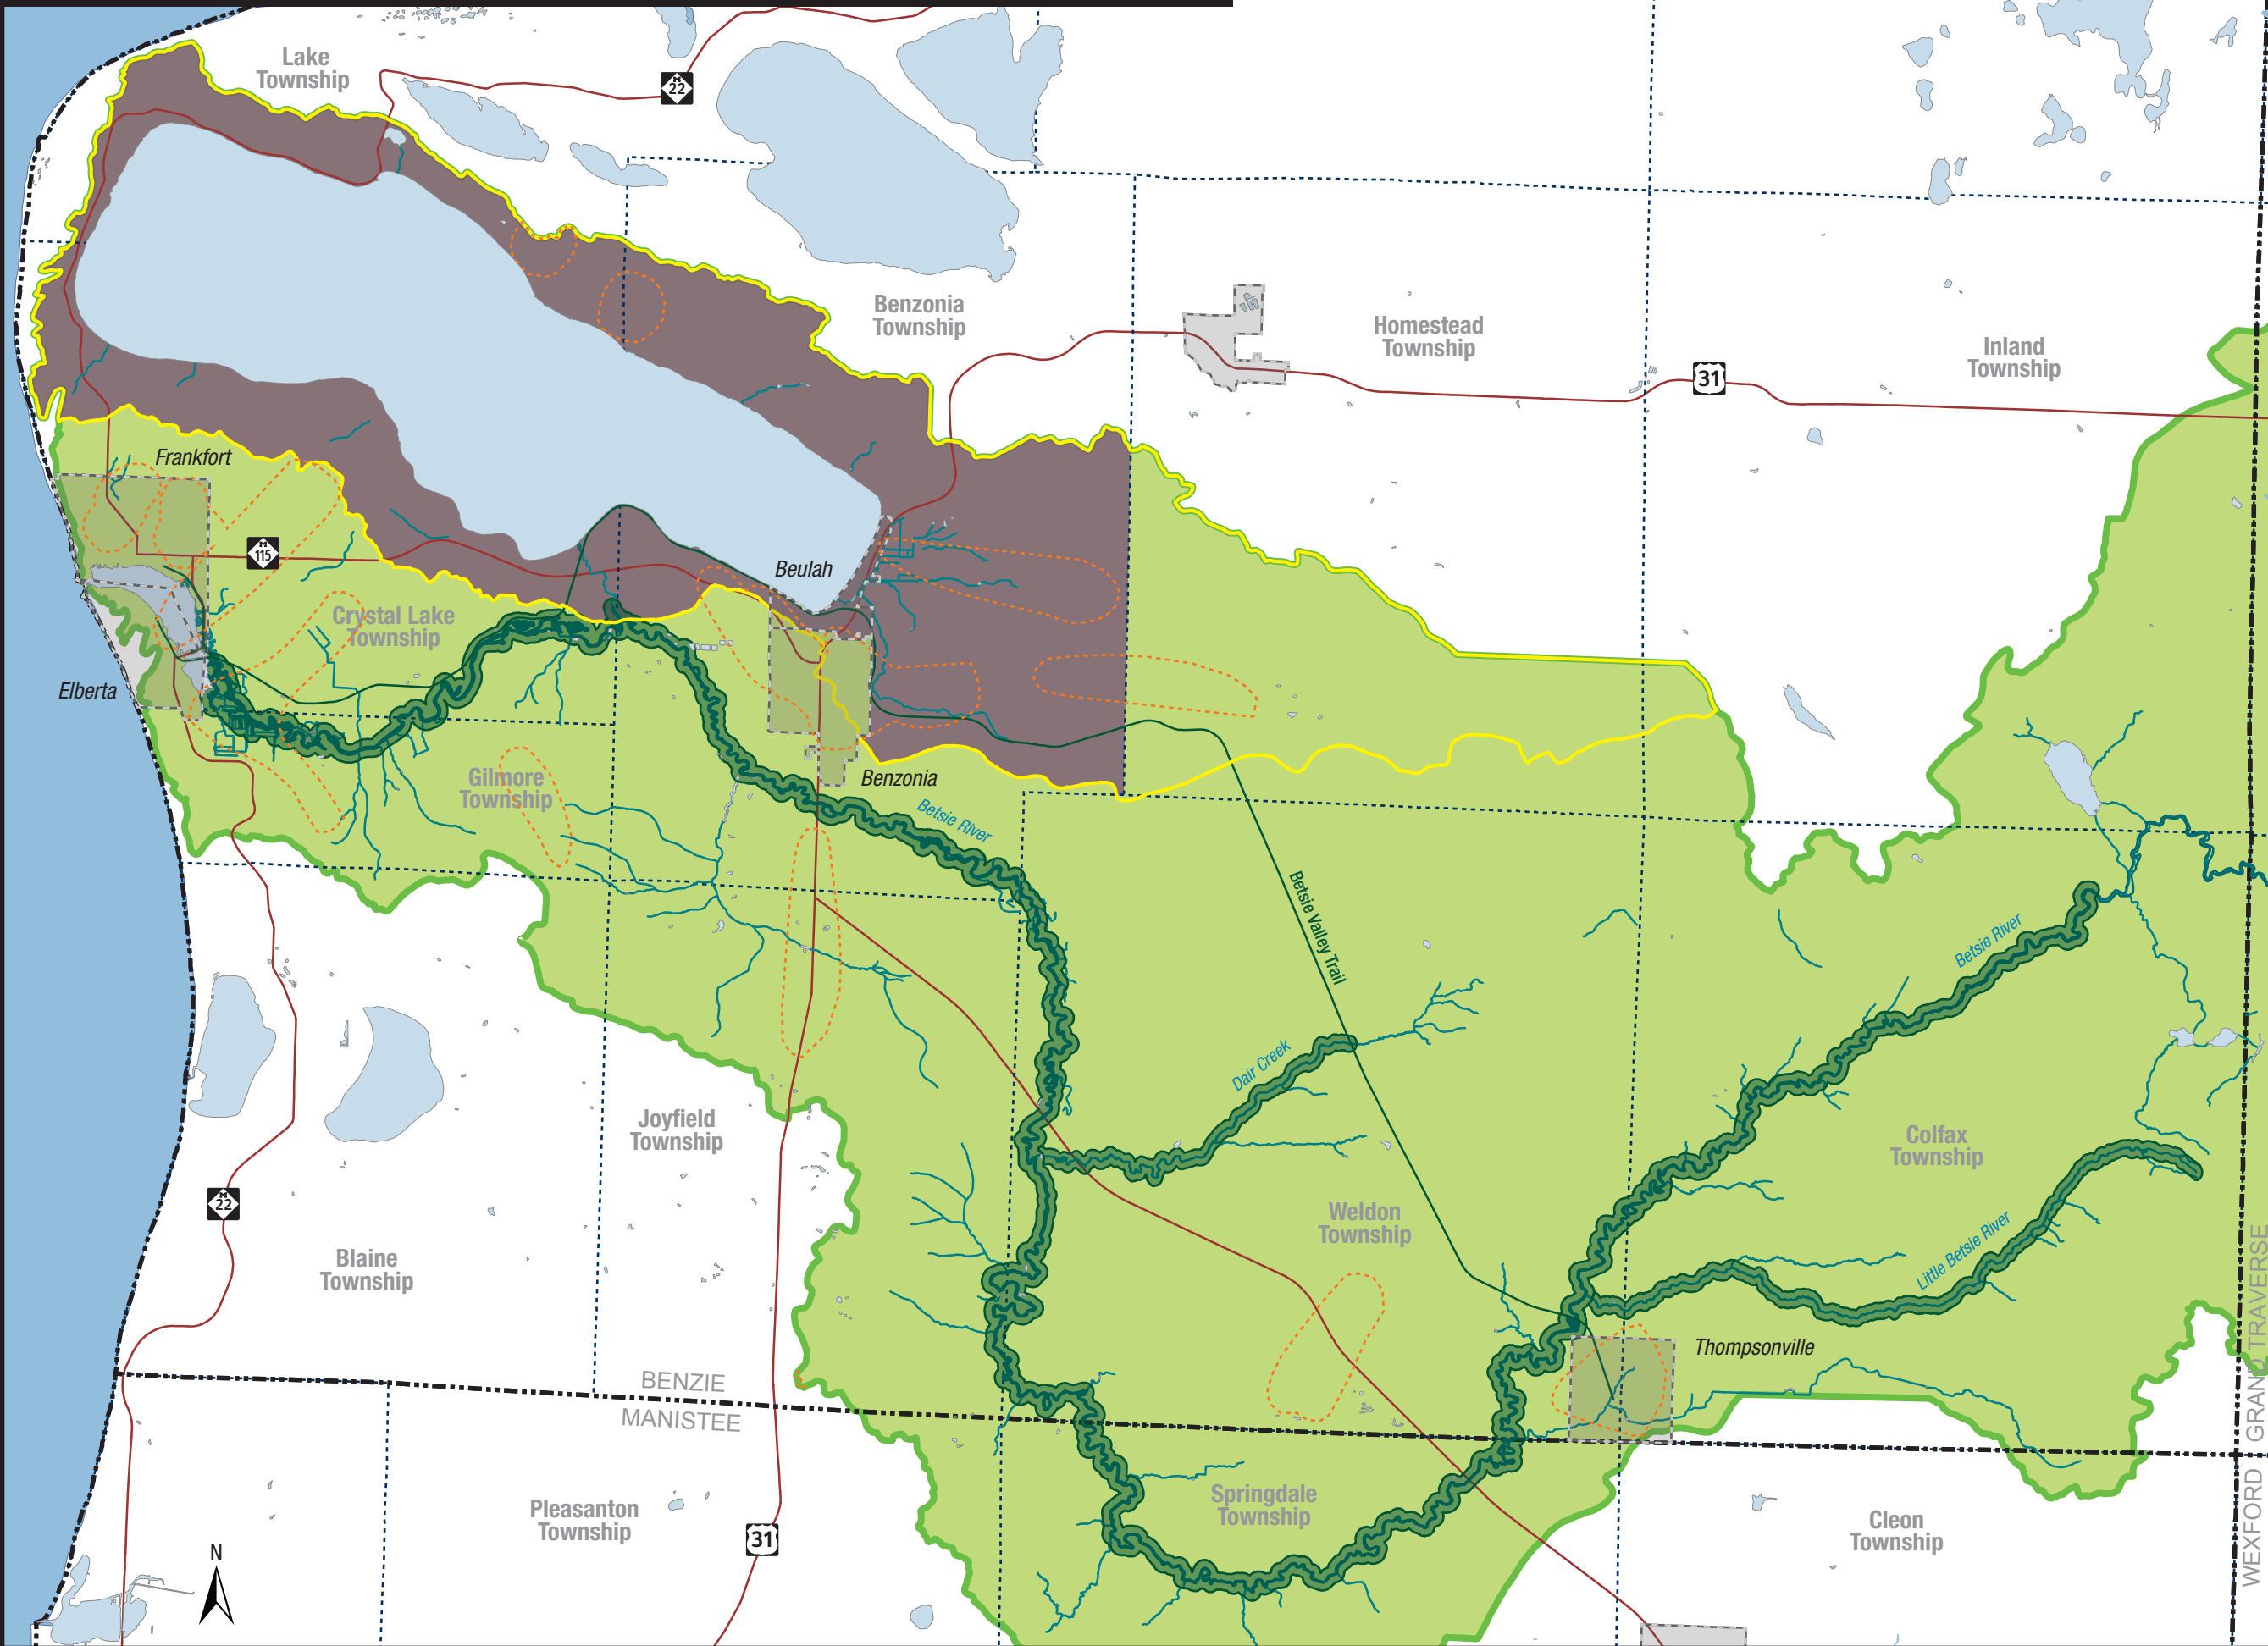 Lake
Township
M
22
Benzonia
Township
Homestead
Township
Inland
Township
31
Frankfort
M
115
Beulah
Crystal Lake
Township
Elberta
Gilmore
Township
Benzonia
Betsie River
Betsie Valley Trail
Betsie River
Dair Creek
Joyfield
Township
Colfax
Township
M
22
Weldon
Township
Little Betsie River
Blaine
Township
Thompsonville
BENZIE
MANISTEE
GRAND TRAVERSE
WEXFORD
Pleasanton
Township
Springdale
Township
Cleon
Township
31
N